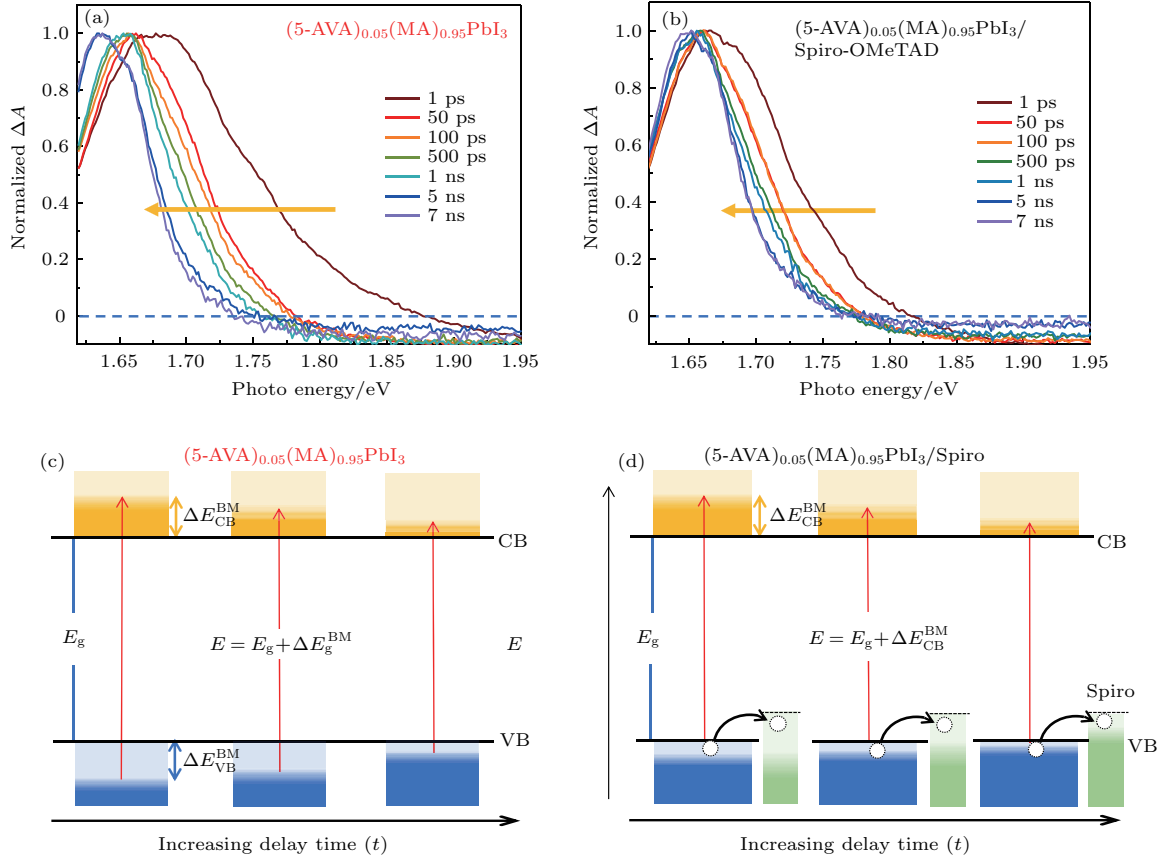 (a)
(5-AVA)0.05(MA)0.95PbI3
1.0
0.8
0.6
0.4
0.2
0
Normalized ΔA
1 ps
50 ps
100 ps
500 ps
1 ns
5 ns
7 ns
1.65 1.70 1.75 1.80 1.85 1.90 1.95
Photo energy/eV
(b)
(5-AVA)0.05(MA)0.95PbI3/
Spiro-OMeTAD
1.0
0.8
0.6
0.4
0.2
0
Normalized ΔA
1 ps
50 ps
100 ps
500 ps
1 ns
5 ns
7 ns
1.65 1.70 1.75 1.80 1.85 1.90 1.95
Photo energy/eV
(c)
(5-AVA)0.05(MA)0.95PbI3
ΔE_CB^BM
CB
Eg
E = Eg + ΔE_g^BM
E
VB
ΔE_VB^BM
Increasing delay time (t)
(d)
(5-AVA)0.05(MA)0.95PbI3/Spiro
ΔE_CB^BM
CB
Eg
E = Eg + ΔE_CB^BM
Spiro
VB
Increasing delay time (t)